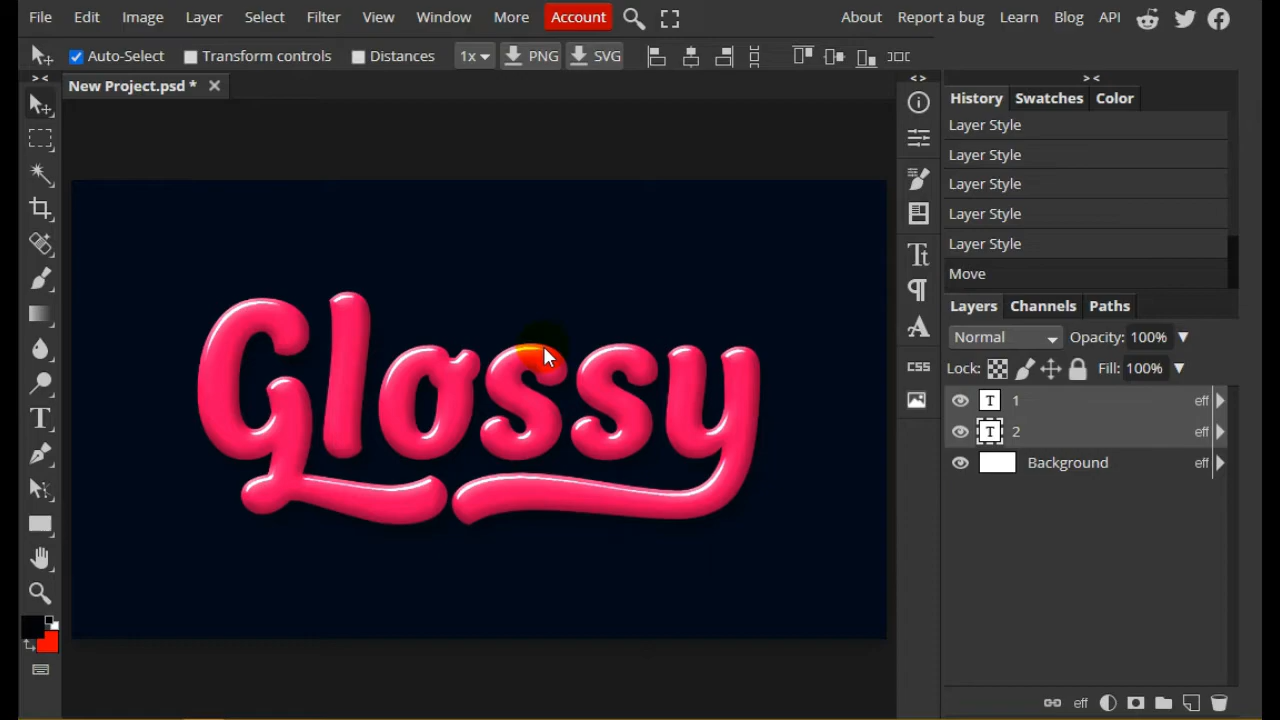 File Edit Image Layer Select Filter View Window More Account About Report a bug Learn Blog API
Auto-Select Transform controls Distances 1x PNG SVG
New Project.psd *
History Swatches Color
Layer Style
Layer Style
Layer Style
Layer Style
Layer Style
Move
Layers Channels Paths
Normal Opacity: 100%
Lock: Fill: 100%
T 1 eff
T 2 eff
Background eff
CSS
Glossy
eff